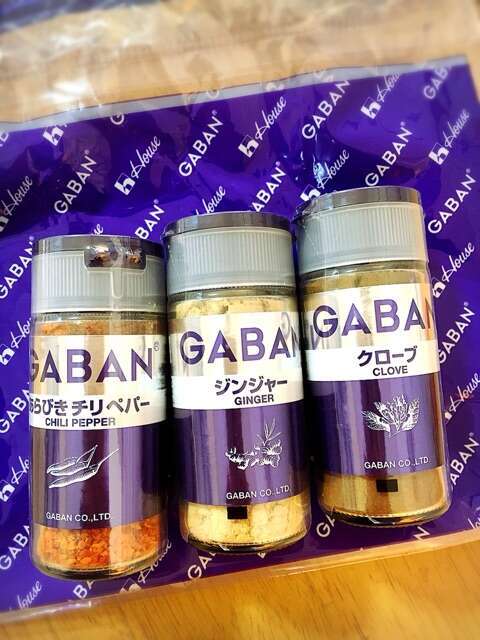 GABAN®
あらびきチリペパー
CHILI PEPPER
GABAN CO.,LTD.
GABAN
ジンジャー
GINGER
GABAN CO.,LTD.
GABAN
クローブ
CLOVE
GABAN CO.,LTD.
House
GABAN®